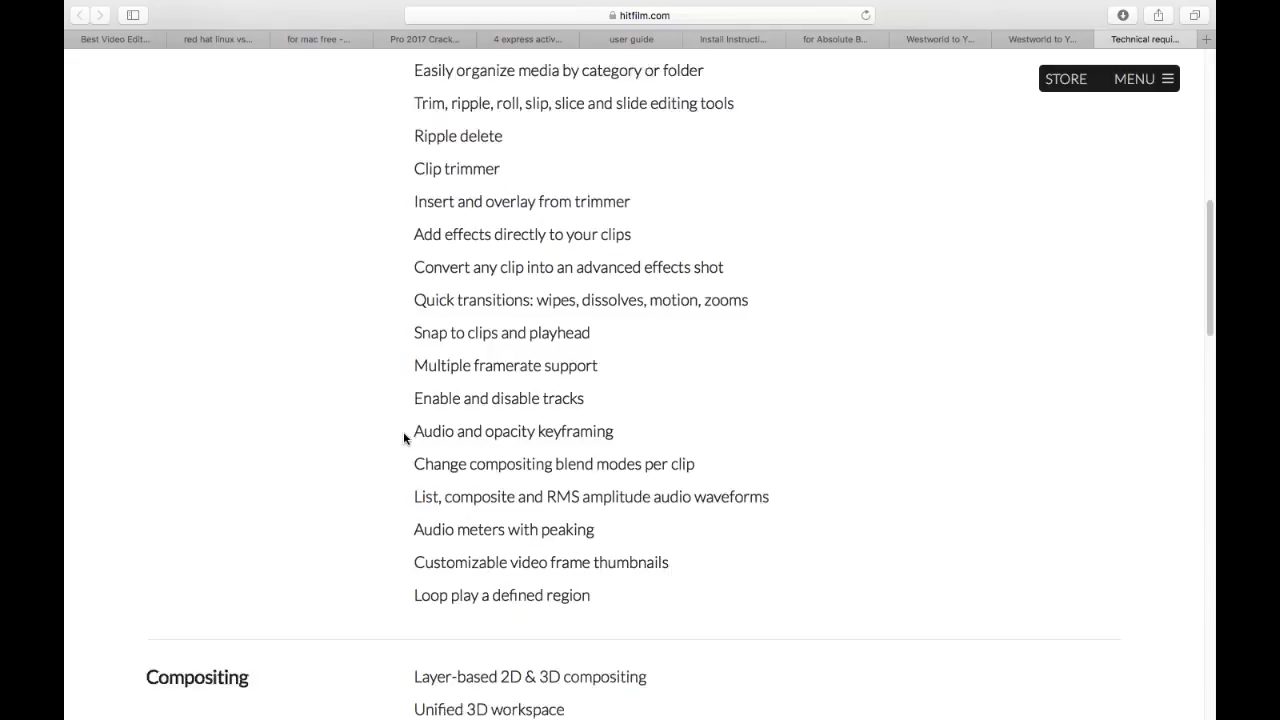 hitfilm.com
Best Video Edit...
red hat linux vs...
for mac free -...
Pro 2017 Crack...
4 express activ...
user guide
Install Instructi...
for Absolute B...
Westworld to Y...
Westworld to Y...
Technical requi...
STORE MENU
Easily organize media by category or folder
Trim, ripple, roll, slip, slice and slide editing tools
Ripple delete
Clip trimmer
Insert and overlay from trimmer
Add effects directly to your clips
Convert any clip into an advanced effects shot
Quick transitions: wipes, dissolves, motion, zooms
Snap to clips and playhead
Multiple framerate support
Enable and disable tracks
Audio and opacity keyframing
Change compositing blend modes per clip
List, composite and RMS amplitude audio waveforms
Audio meters with peaking
Customizable video frame thumbnails
Loop play a defined region
Compositing
Layer-based 2D & 3D compositing
Unified 3D workspace